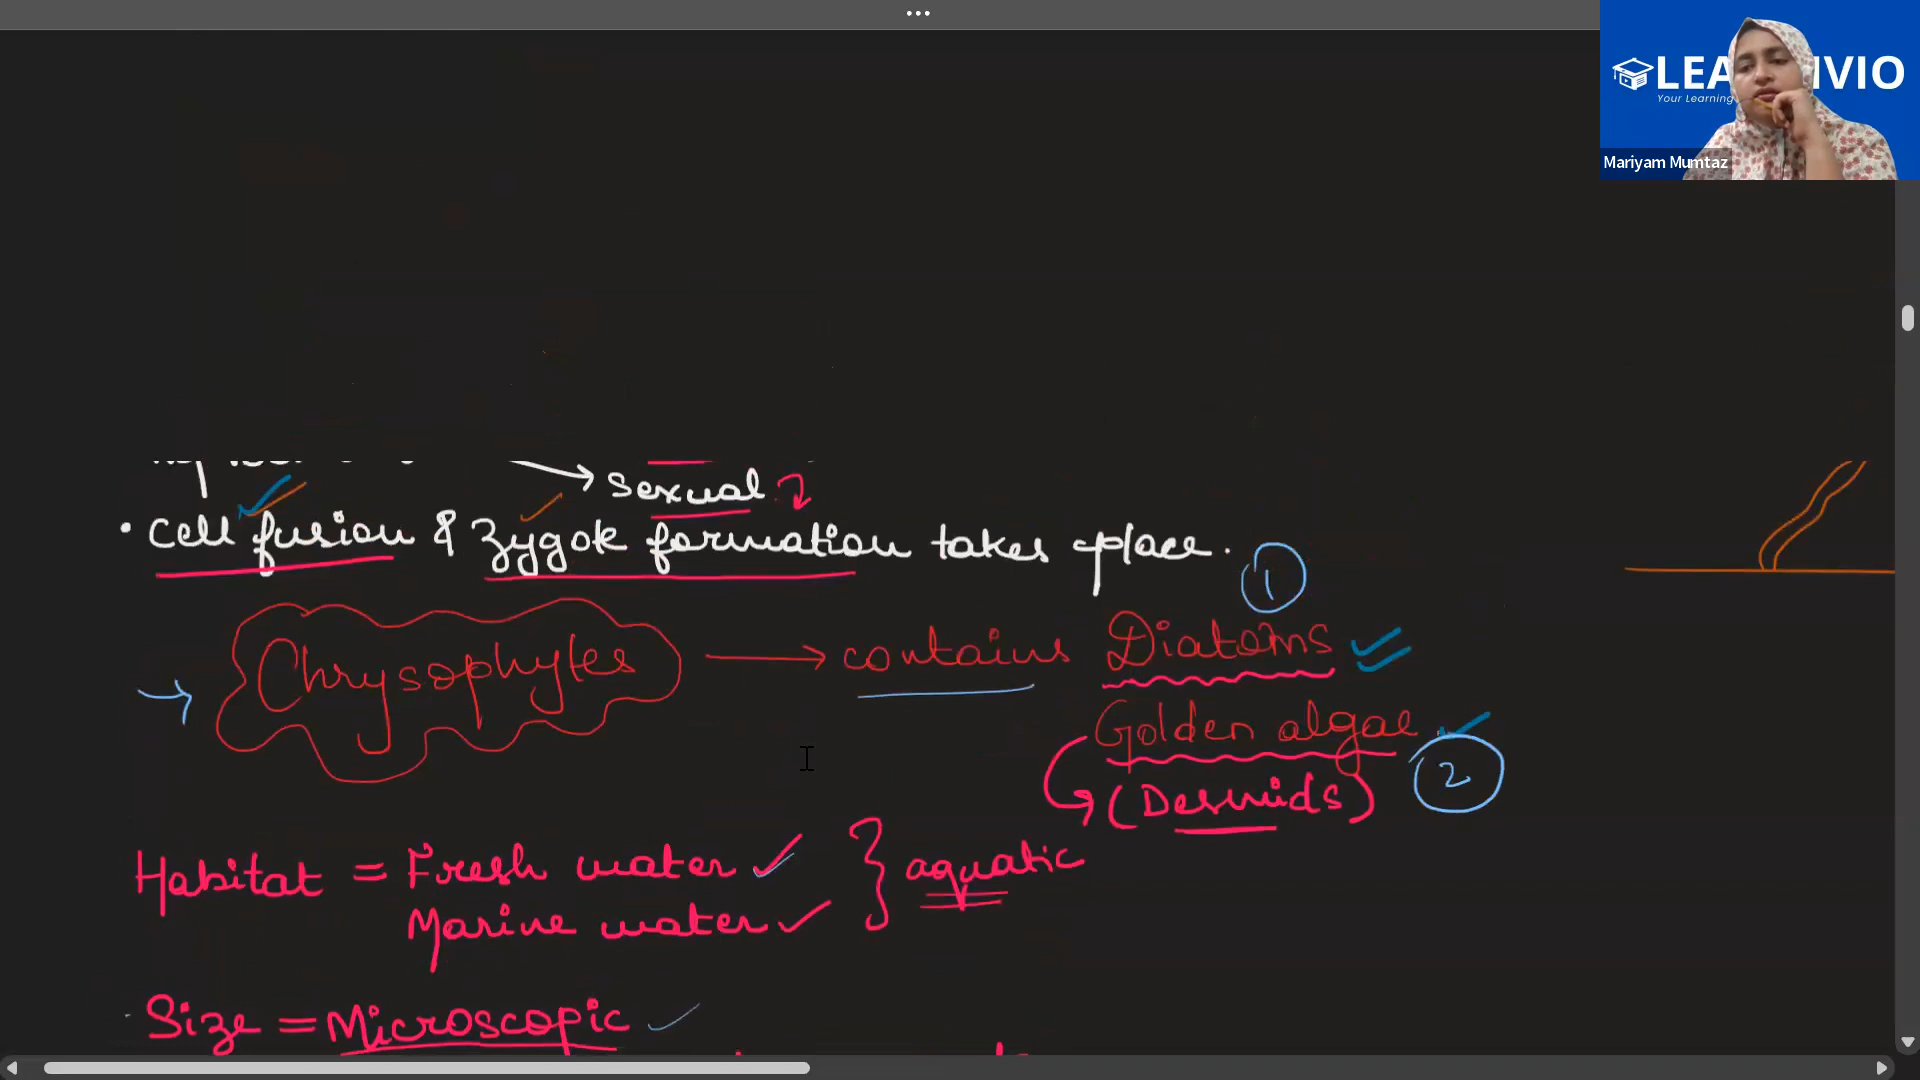 LEA IVIO
Your Learning
Mariyam Mumtaz
Sexual
• Cell fusion & Zygote formation takes place.
1
→ Chrysophytes → contains Diatoms
Golden algae
2
(Desmids)
Habitat = Fresh water } aquatic
Marine water
Size = Microscopic